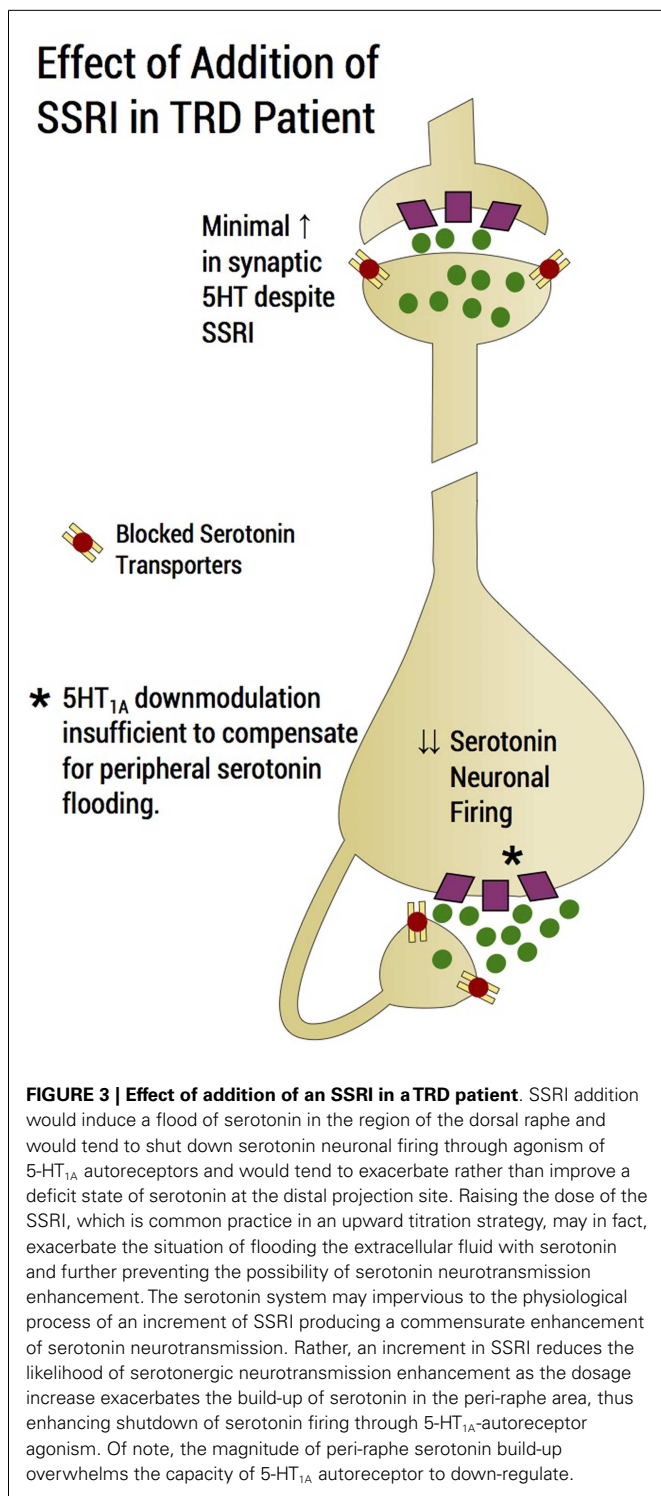 Effect of Addition of
SSRI in TRD Patient
Minimal ↑
in synaptic
5HT despite
SSRI
Blocked Serotonin
Transporters
* 5HT1A downmodulation
insufficient to compensate
for peripheral serotonin
flooding.
↓↓ Serotonin
Neuronal
Firing
*
FIGURE 3 | Effect of addition of an SSRI in a TRD patient. SSRI addition
would induce a flood of serotonin in the region of the dorsal raphe and
would tend to shut down serotonin neuronal firing through agonism of
5-HT1A autoreceptors and would tend to exacerbate rather than improve a
deficit state of serotonin at the distal projection site. Raising the dose of the
SSRI, which is common practice in an upward titration strategy, may in fact,
exacerbate the situation of flooding the extracellular fluid with serotonin
and further preventing the possibility of serotonin neurotransmission
enhancement. The serotonin system may impervious to the physiological
process of an increment of SSRI producing a commensurate enhancement
of serotonin neurotransmission. Rather, an increment in SSRI reduces the
likelihood of serotonergic neurotransmission enhancement as the dosage
increase exacerbates the build-up of serotonin in the peri-raphe area, thus
enhancing shutdown of serotonin firing through 5-HT1A-autoreceptor
agonism. Of note, the magnitude of peri-raphe serotonin build-up
overwhelms the capacity of 5-HT1A autoreceptor to down-regulate.